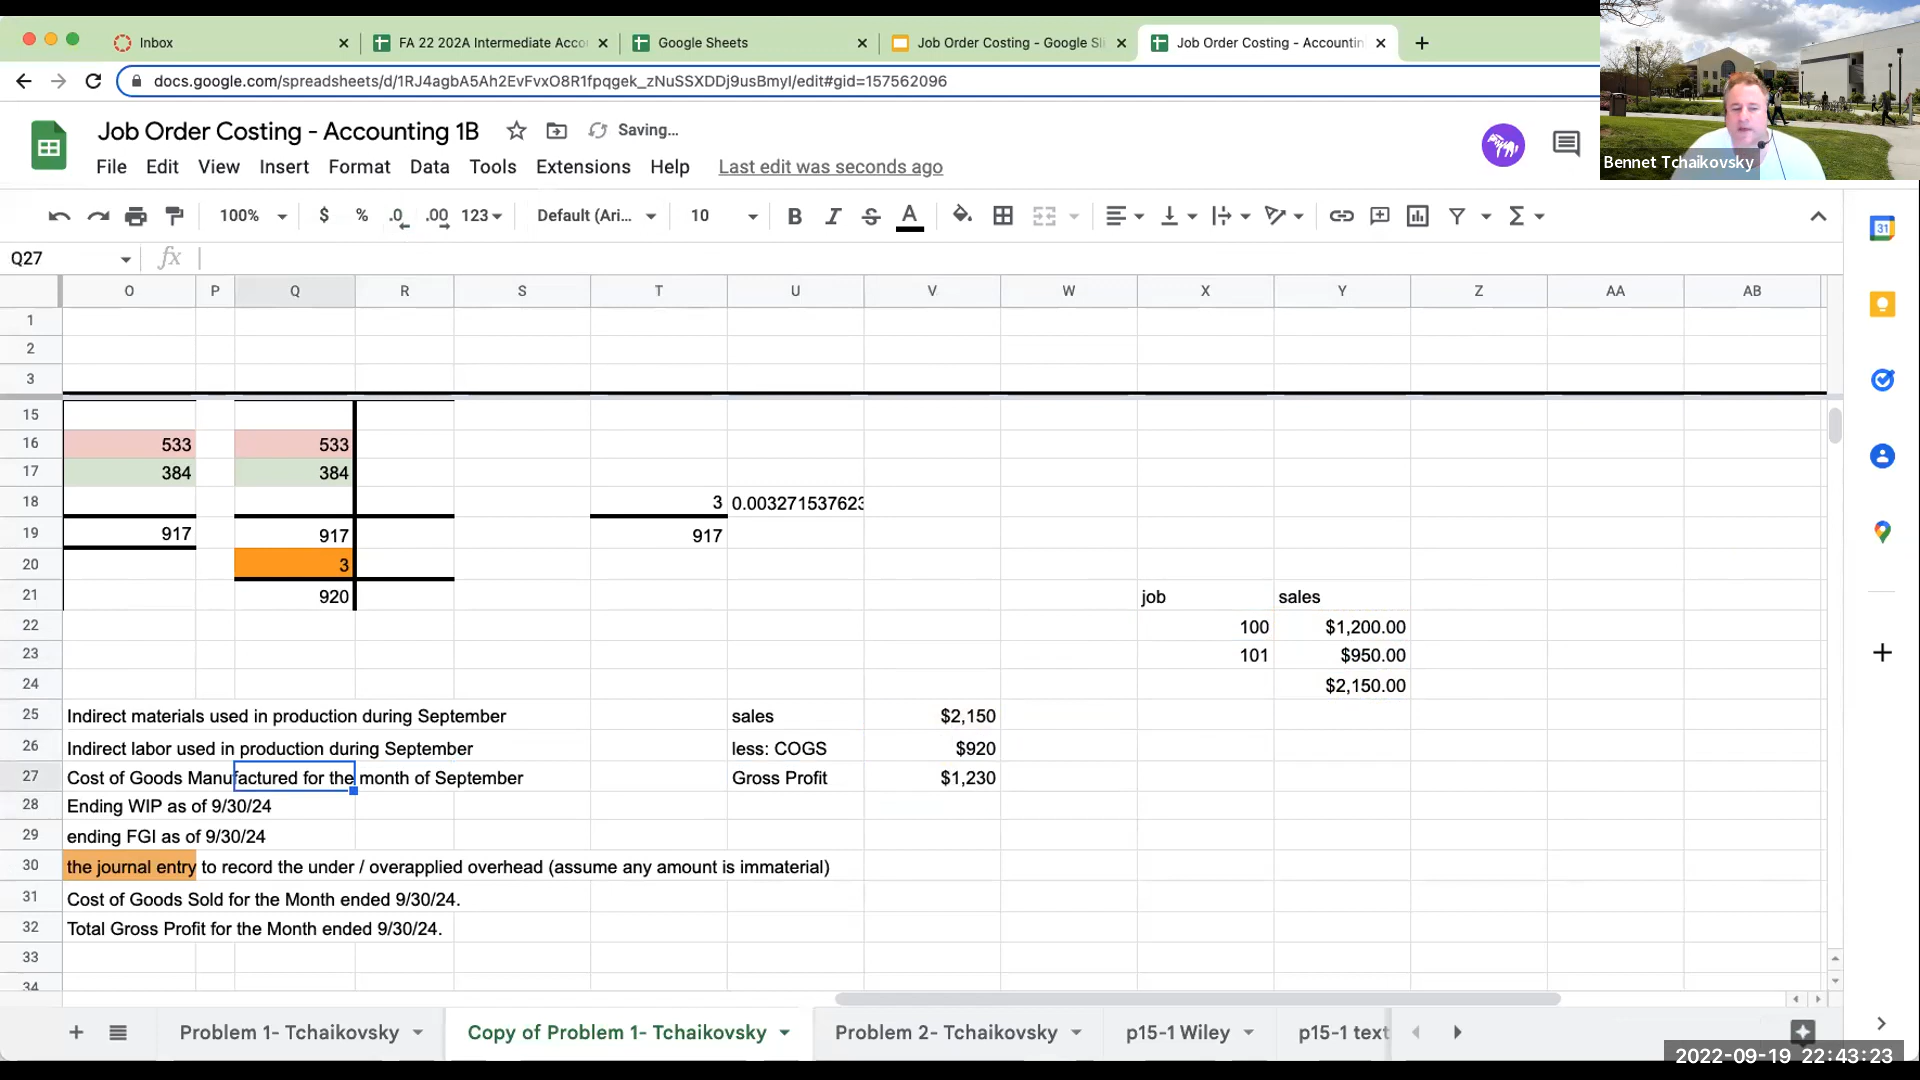 Inbox
FA 22 202A Intermediate Acco
Google Sheets
Job Order Costing - Google Sl
Job Order Costing - Accountin
docs.google.com/spreadsheets/d/1RJ4agbA5Ah2EvFvxO8R1fpqgek_zNuSSXDDj9usBmyI/edit#gid=157562096
Job Order Costing - Accounting 1B
Saving...
File Edit View Insert Format Data Tools Extensions Help Last edit was seconds ago
Bennet Tchaikovsky
100% $ % .0 .00 123 Default (Ari... 10 B I S A
31
Q27 fx
O P Q R S T U V W X Y Z AA AB
1
2
3
15
16 533 533
17 384 384
18 3 0.003271537623
19 917 917 917
20 3
21 920 job sales
22 100 $1,200.00
23 101 $950.00
24 $2,150.00
25 Indirect materials used in production during September sales $2,150
26 Indirect labor used in production during September less: COGS $920
27 Cost of Goods Manufactured for the month of September Gross Profit $1,230
28 Ending WIP as of 9/30/24
29 ending FGI as of 9/30/24
30 the journal entry to record the under / overapplied overhead (assume any amount is immaterial)
31 Cost of Goods Sold for the Month ended 9/30/24.
32 Total Gross Profit for the Month ended 9/30/24.
33
34
Problem 1- Tchaikovsky Copy of Problem 1- Tchaikovsky Problem 2- Tchaikovsky p15-1 Wiley p15-1 text
2022-09-19 22:43:23